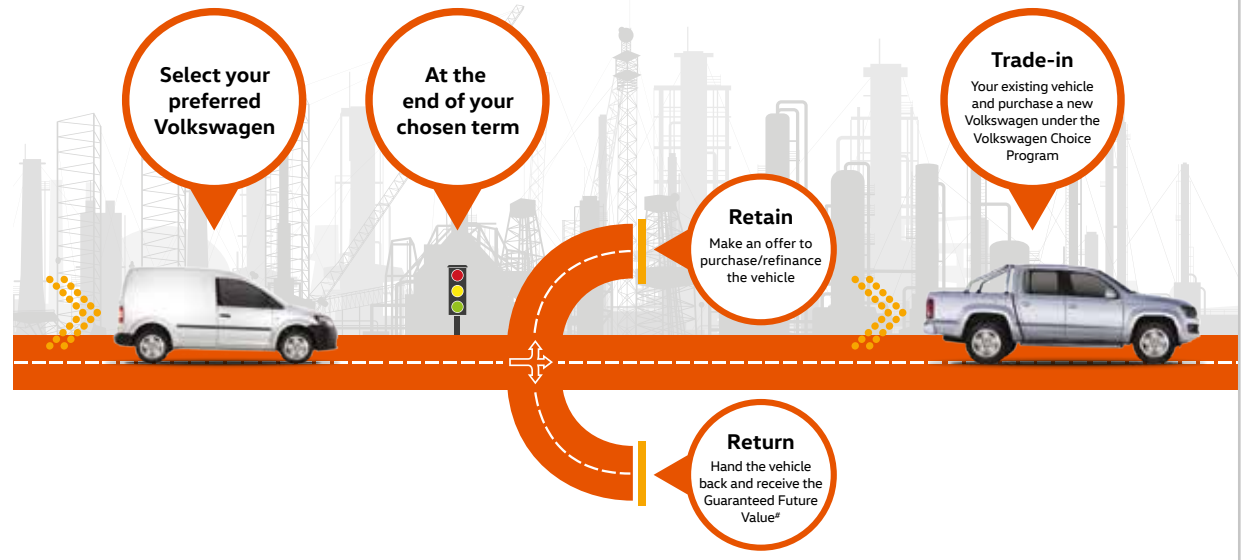 Select your
preferred
Volkswagen
At the
end of your
chosen term
Retain
Make an offer to
purchase/refinance
the vehicle
Return
Hand the vehicle
back and receive the
Guaranteed Future
Value#
Trade-in
Your existing vehicle
and purchase a new
Volkswagen under the
Volkswagen Choice
Program